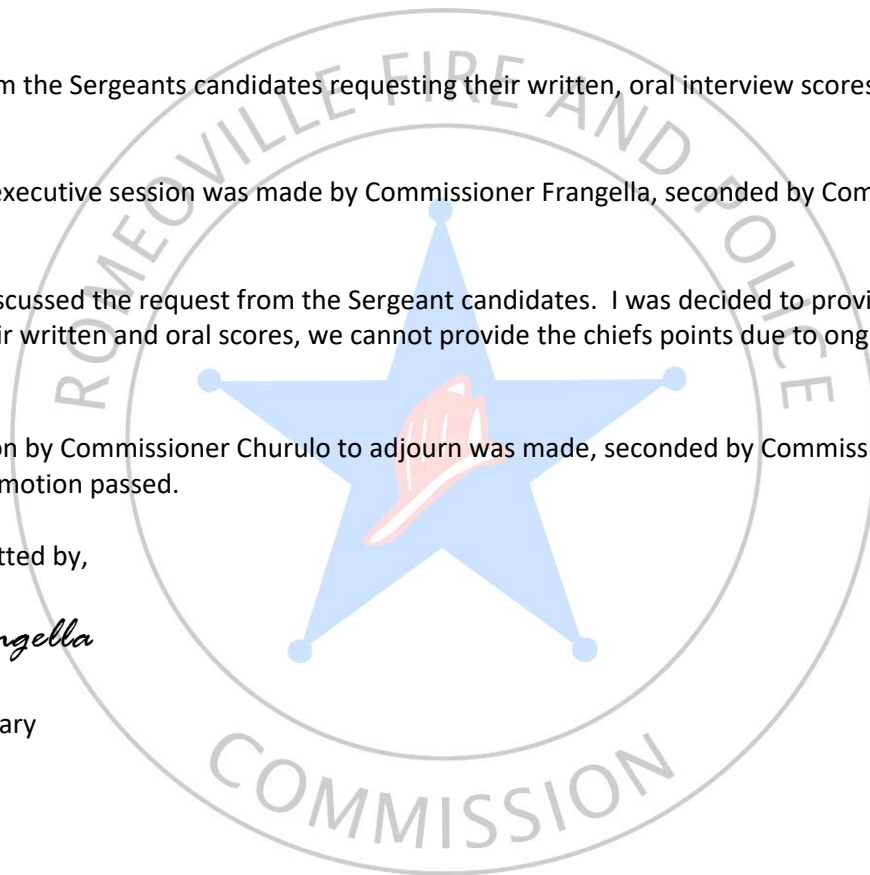 m the Sergeants candidates requesting their written, oral interview scores
executive session was made by Commissioner Frangella, seconded by Com
scussed the request from the Sergeant candidates.  I was decided to provi
ir written and oral scores, we cannot provide the chiefs points due to ong
on by Commissioner Churulo to adjourn was made, seconded by Commiss
motion passed.
tted by,
ngella
ary
ROMEOVILLE FIRE AND POLICE
COMMISSION